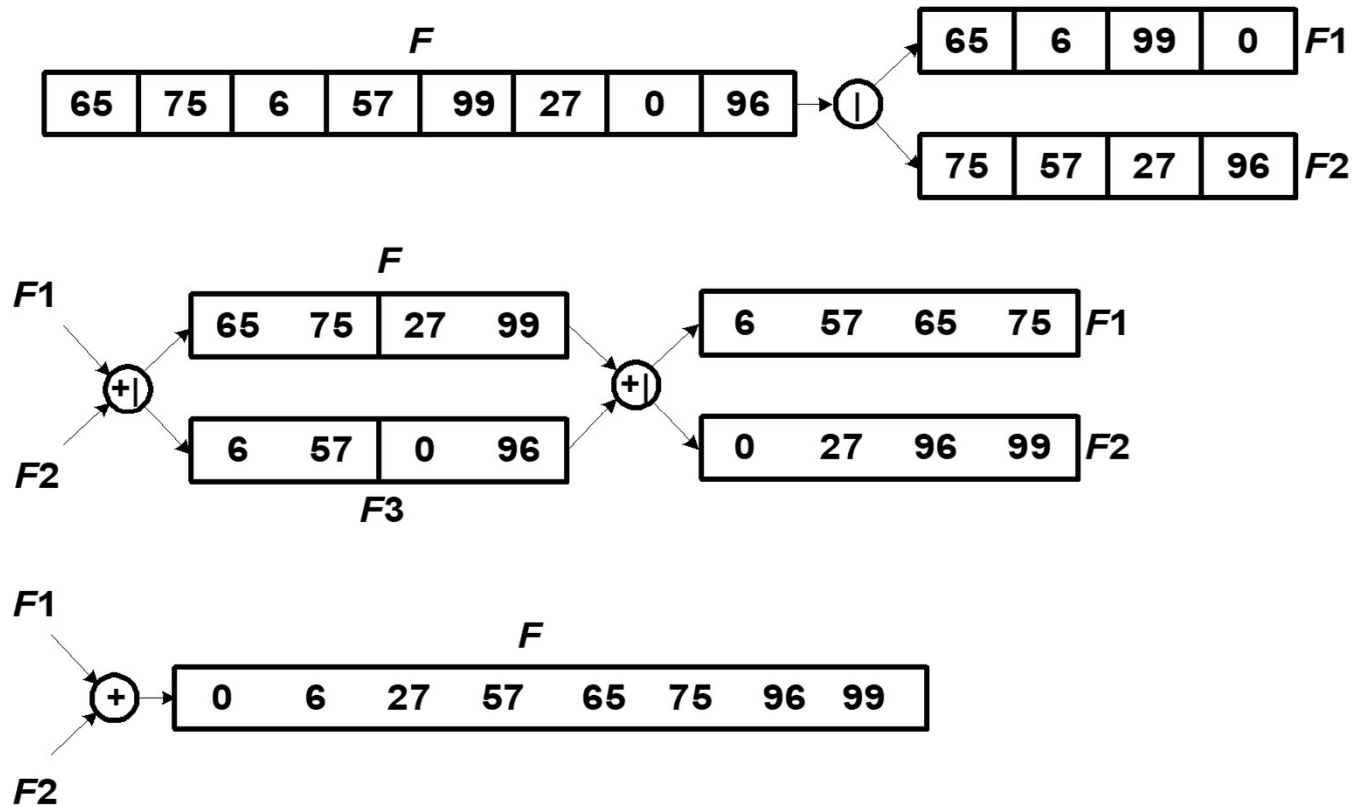 F
65 75 6 57 99 27 0 96
|
65 6 99 0 F1
75 57 27 96 F2
F1
F2
+|
F
65 75 27 99
6 57 0 96
F3
+|
6 57 65 75 F1
0 27 96 99 F2
F1
F2
+
F
0 6 27 57 65 75 96 99